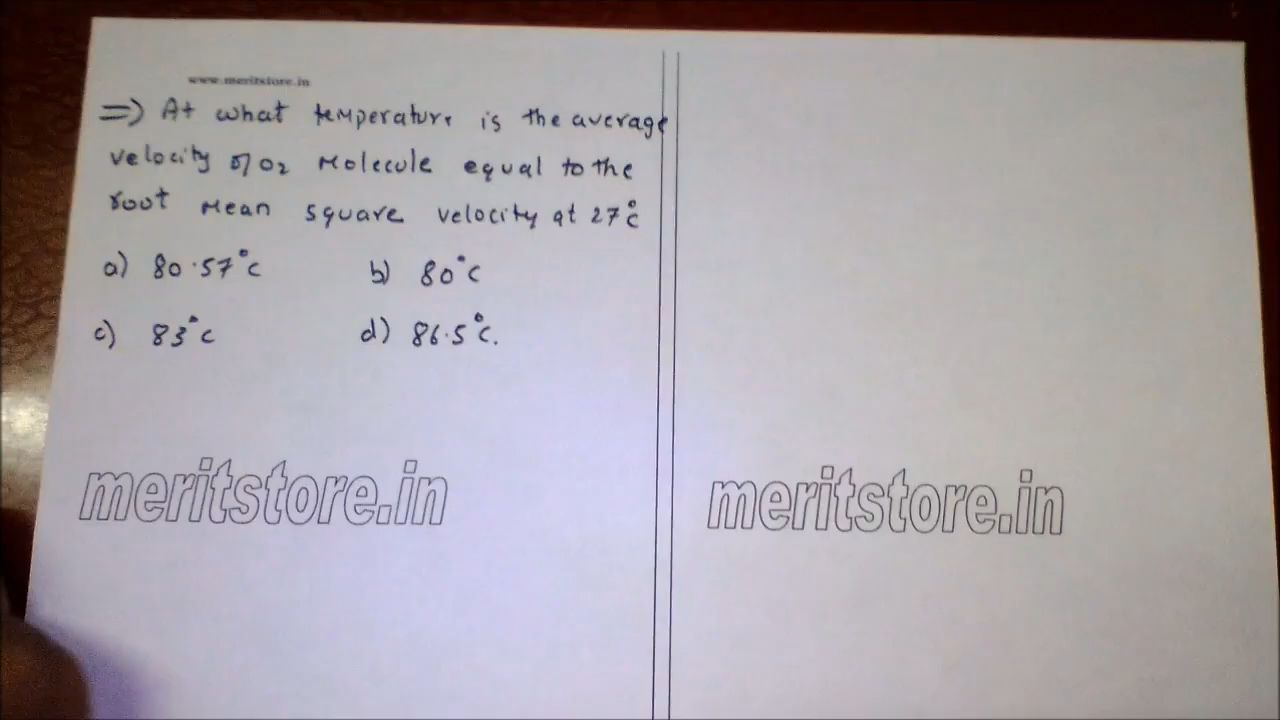 www.meritstore.in
=) At what temperature is the average
velocity of O2 Molecule equal to the
root Mean square velocity at 27°C
a) 80.57°C b) 80°C
c) 83°C d) 86.5°C.
meritstore.in meritstore.in